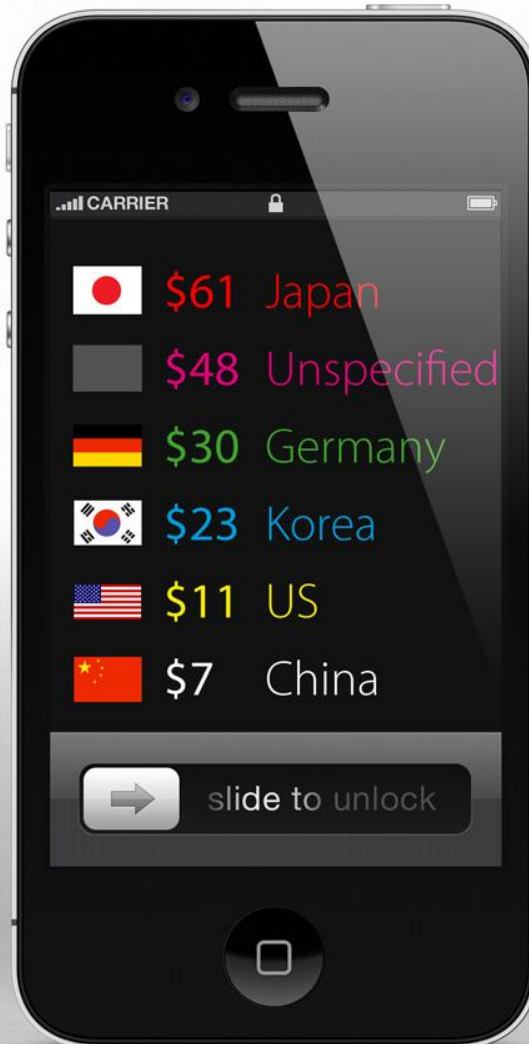 CARRIER
$61 Japan
$48 Unspecified
$30 Germany
$23 Korea
$11 US
$7 China
slide to unlock